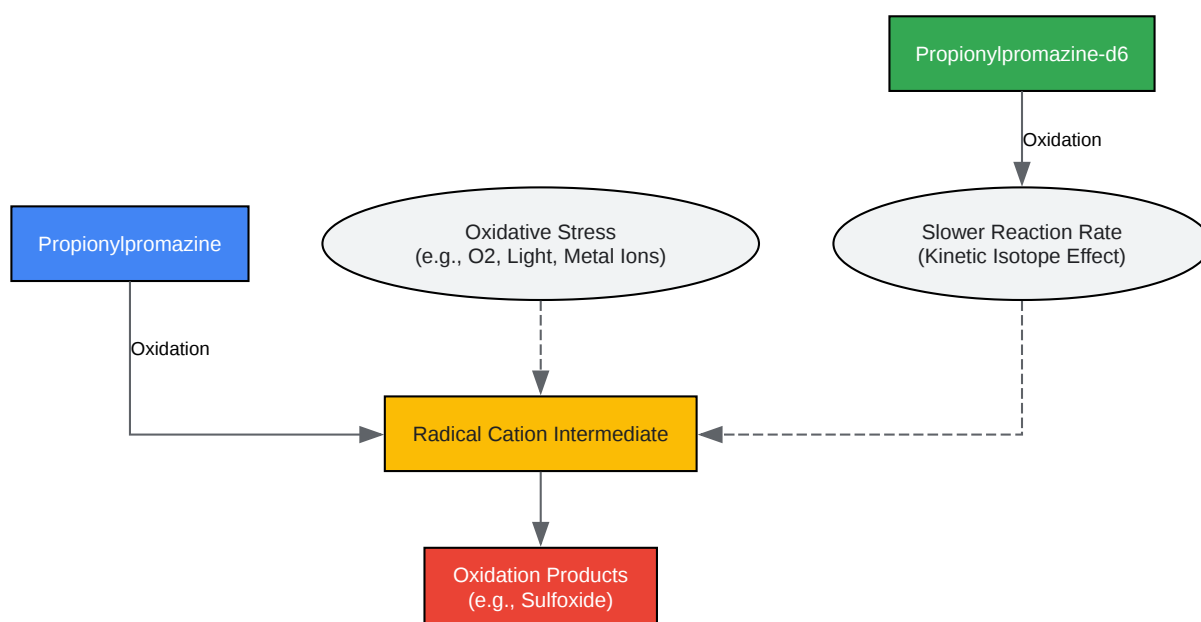 Propionylpromazine-d6
Oxidation
Propionylpromazine
Oxidative Stress
(e.g., O2, Light, Metal Ions)
Slower Reaction Rate
(Kinetic Isotope Effect)
Oxidation
Radical Cation Intermediate
Oxidation Products
(e.g., Sulfoxide)